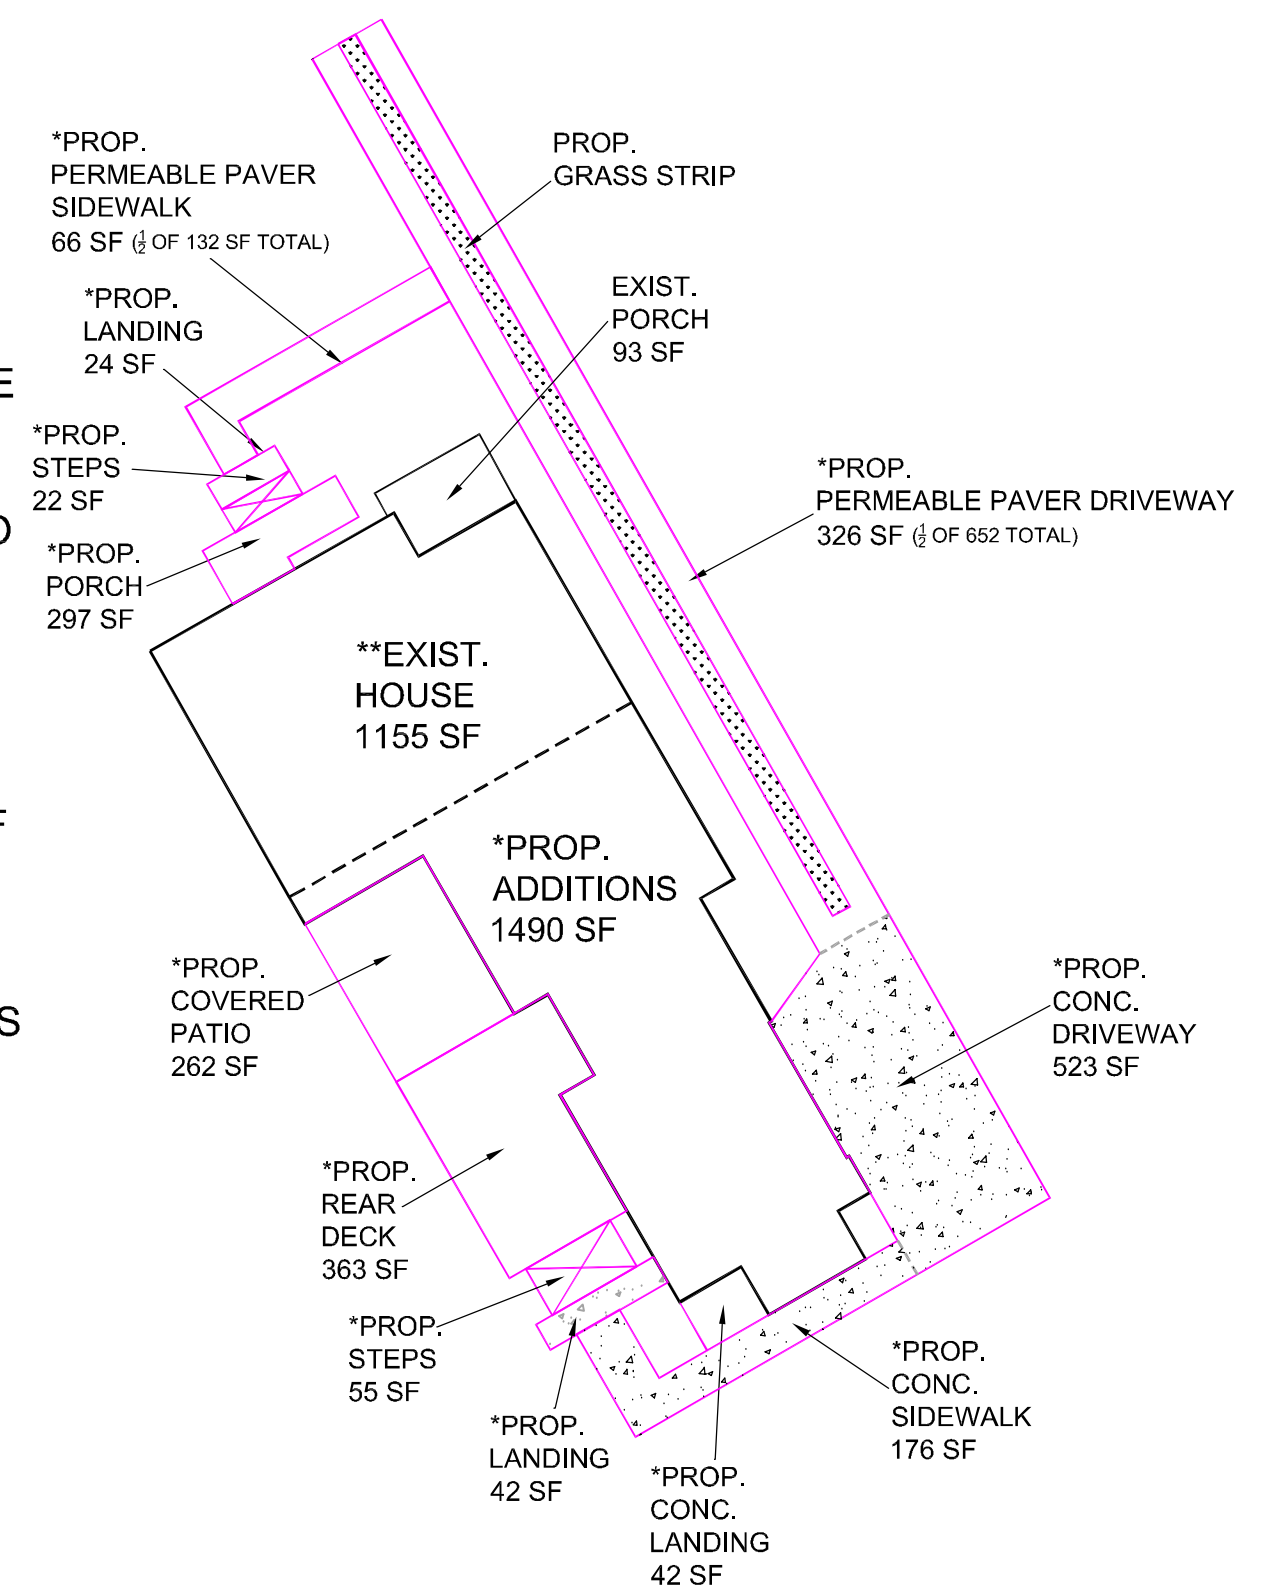 *PROP.
PERMEABLE PAVER
SIDEWALK
66 SF (½ OF 132 SF TOTAL)
PROP.
GRASS STRIP
*PROP.
LANDING
24 SF
EXIST.
PORCH
93 SF
E
*PROP.
STEPS
22 SF
*PROP.
PERMEABLE PAVER DRIVEWAY
326 SF (½ OF 652 TOTAL)
*PROP.
PORCH
297 SF
**EXIST.
HOUSE
1155 SF
*PROP.
ADDITIONS
1490 SF
*PROP.
COVERED
PATIO
262 SF
S
*PROP.
CONC.
DRIVEWAY
523 SF
*PROP.
REAR
DECK
363 SF
*PROP.
STEPS
55 SF
*PROP.
LANDING
42 SF
*PROP.
CONC.
LANDING
42 SF
*PROP.
CONC.
SIDEWALK
176 SF